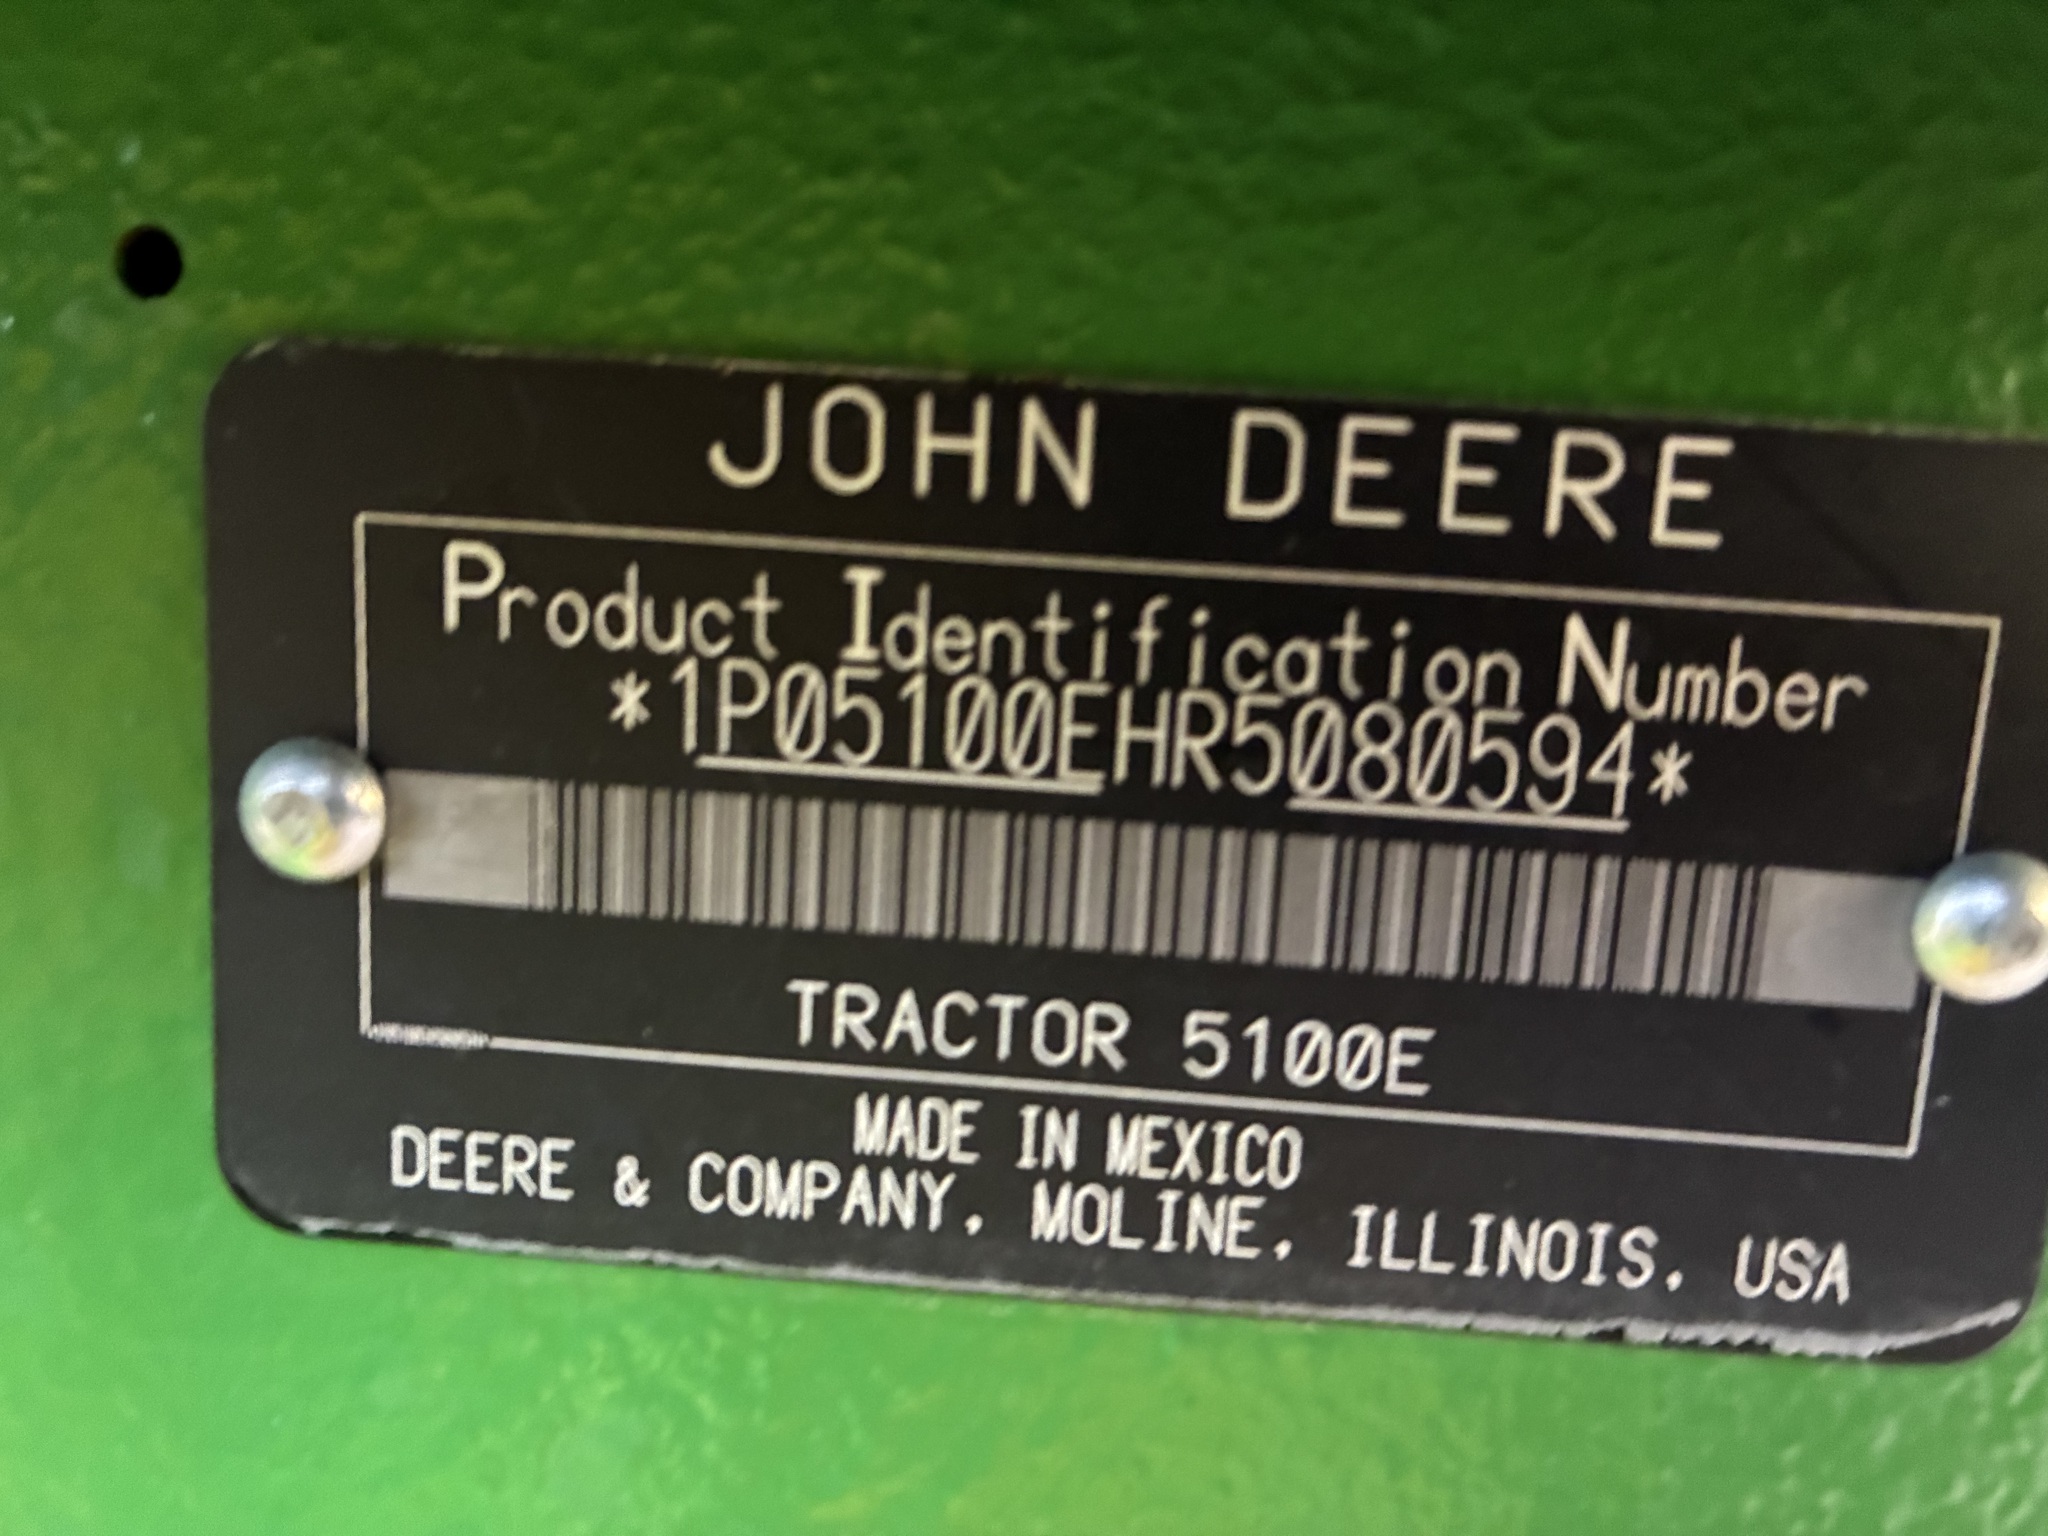 JOHN DEERE
Product Identification Number
*1P05100EHR5080594*
TRACTOR 5100E
MADE IN MEXICO
DEERE & COMPANY, MOLINE, ILLINOIS, USA